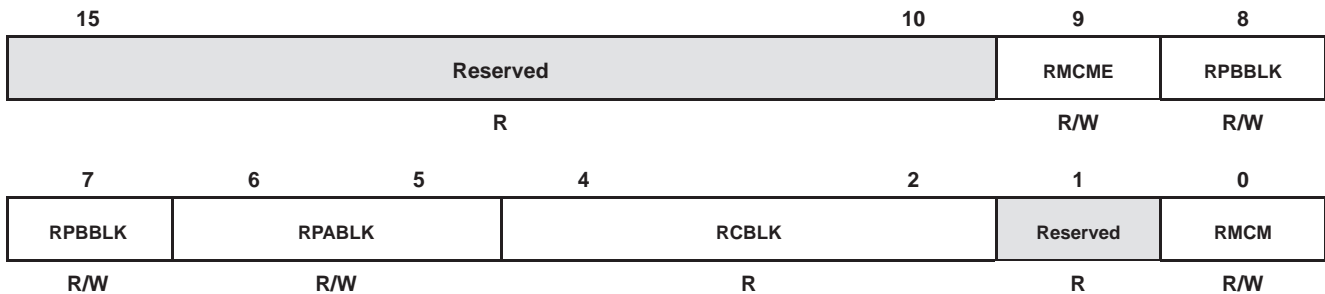 15 10 9 8
Reserved RMCME RPBBLK
R R/W R/W
7 6 5 4 2 1 0
RPBBLK RPABLK RCBLK Reserved RMCM
R/W R/W R R R/W